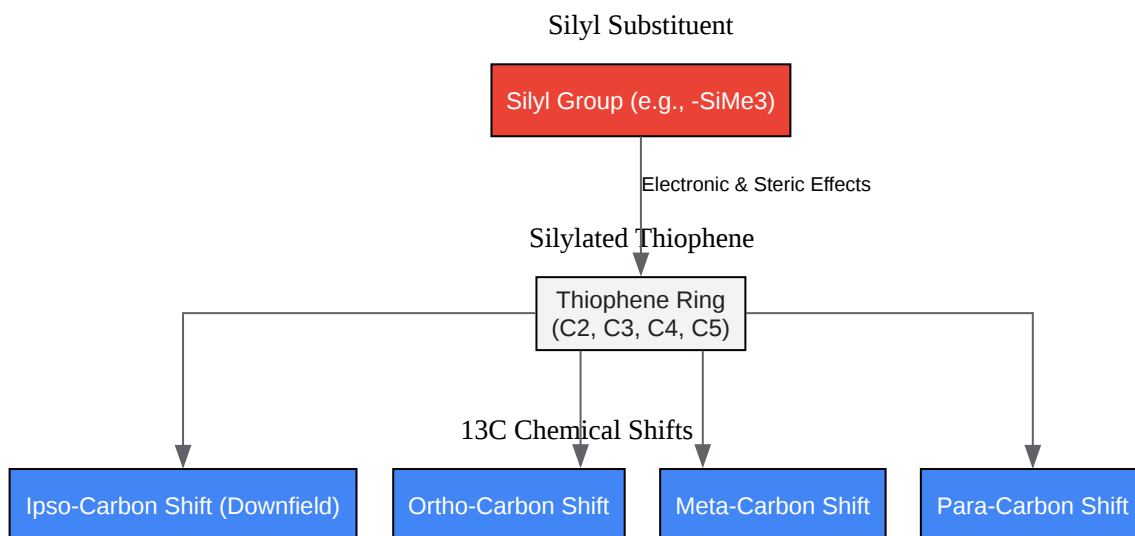 Silyl Substituent
Silyl Group (e.g., -SiMe3)
Electronic & Steric Effects
Silylated Thiophene
Thiophene Ring
(C2, C3, C4, C5)
13C Chemical Shifts
Ipso-Carbon Shift (Downfield)
Ortho-Carbon Shift
Meta-Carbon Shift
Para-Carbon Shift